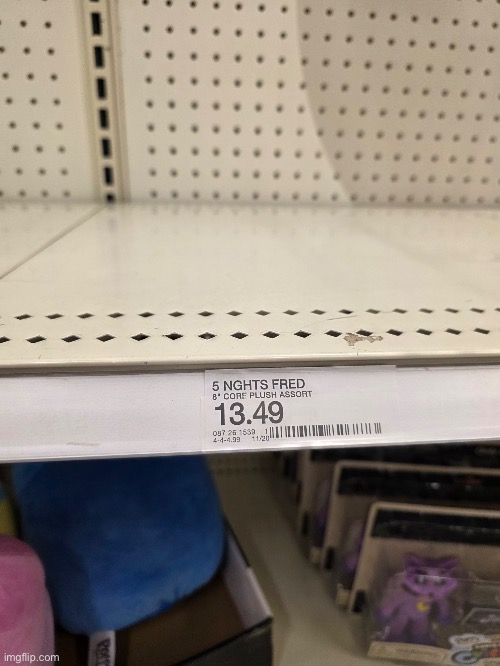 5 NGHTS FRED
8" CORE PLUSH ASSORT
13.49
087 26 1539 1
4-4-4.99 11/20
imgflip.com